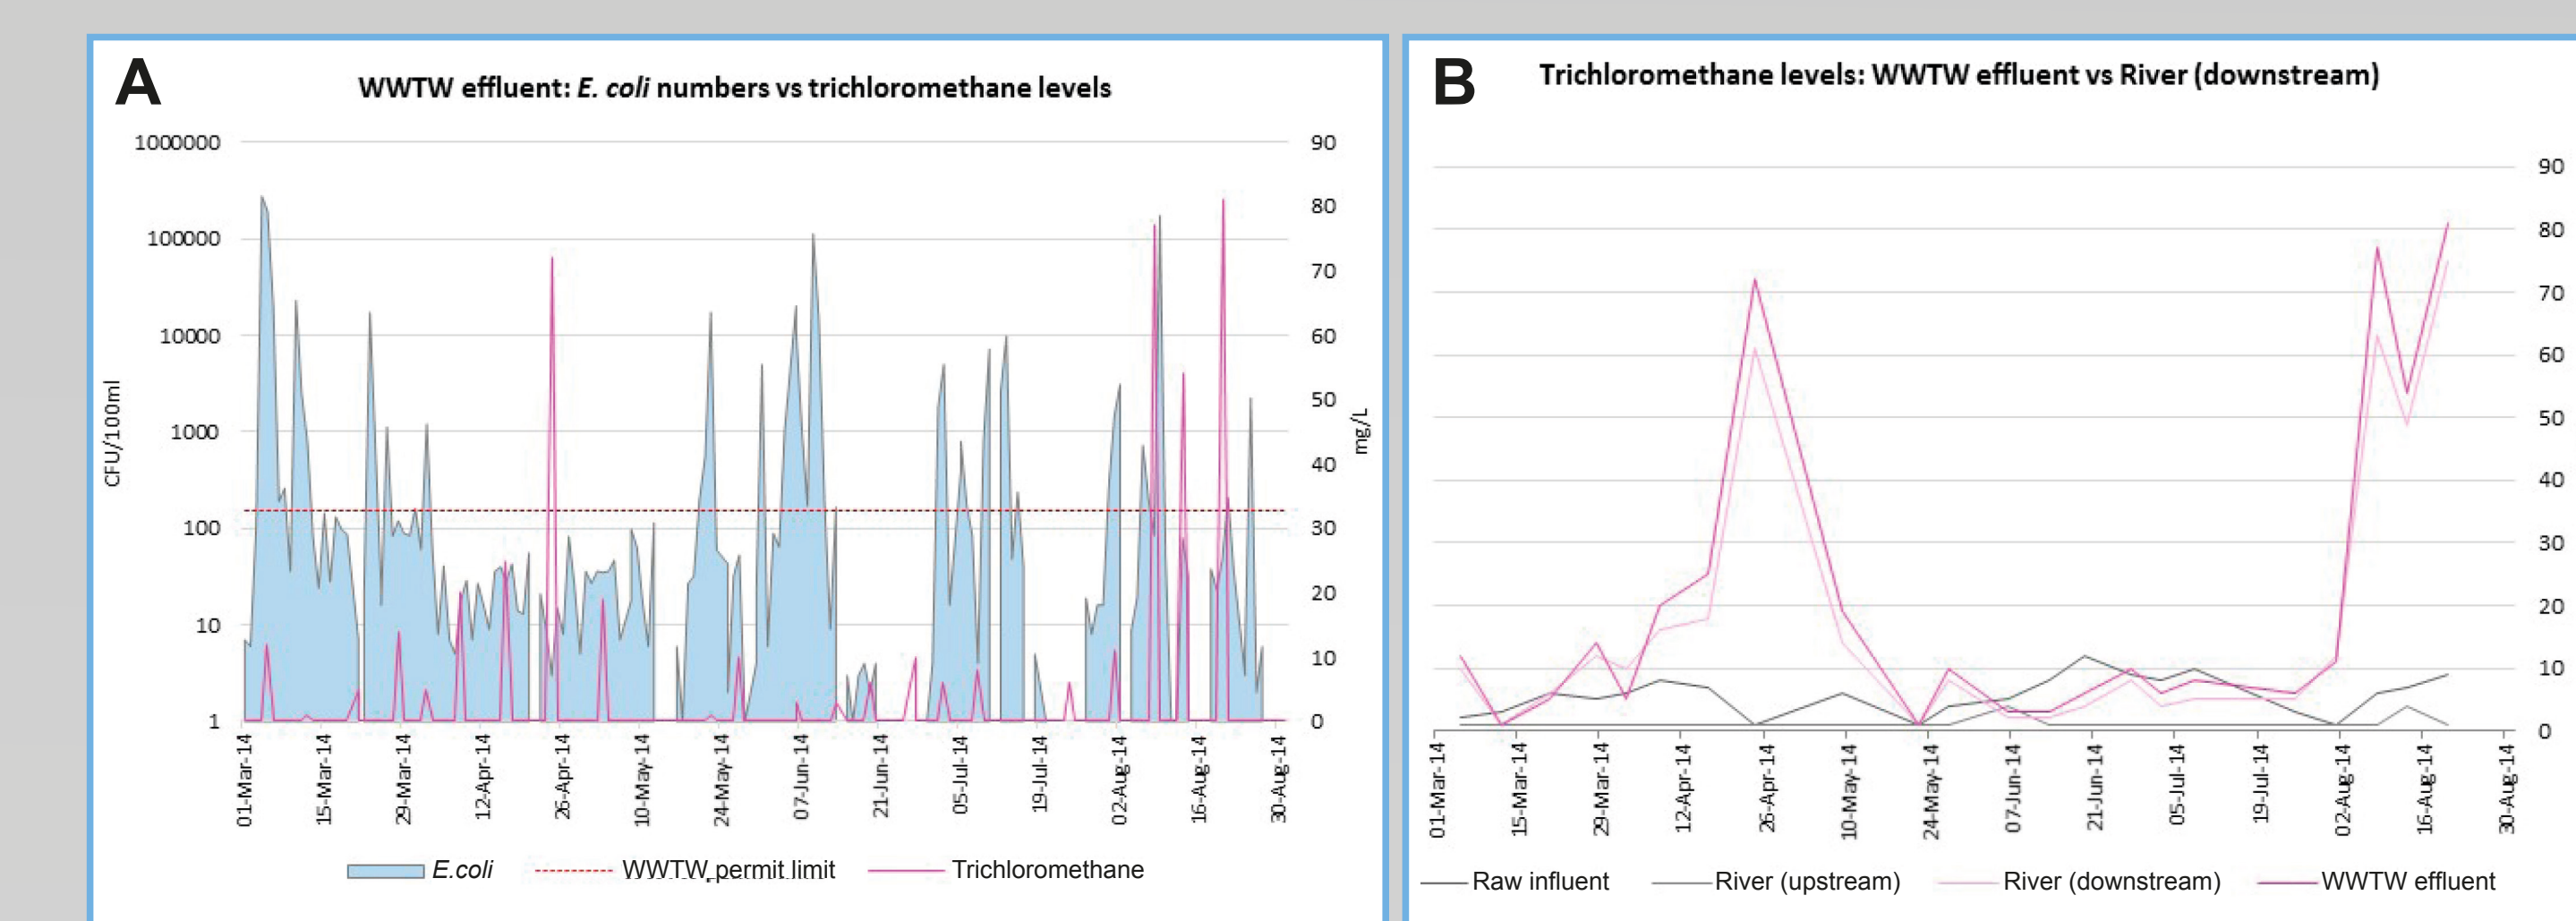 A
WWTW effluent: E. coli numbers vs trichloromethane levels
1000000
100000
10000
1000
100
10
1
CFU/100ml
90
80
70
60
50
40
30
20
10
0
mg/L
01-Mar-14
15-Mar-14
29-Mar-14
12-Apr-14
26-Apr-14
10-May-14
24-May-14
07-Jun-14
21-Jun-14
05-Jul-14
19-Jul-14
02-Aug-14
16-Aug-14
30-Aug-14
E.coli WWTW permit limit Trichloromethane
B
Trichloromethane levels: WWTW effluent vs River (downstream)
90
80
70
60
50
40
30
20
10
0
01-Mar-14
15-Mar-14
29-Mar-14
12-Apr-14
26-Apr-14
10-May-14
24-May-14
07-Jun-14
21-Jun-14
05-Jul-14
19-Jul-14
02-Aug-14
16-Aug-14
30-Aug-14
Raw influent River (upstream) River (downstream) WWTW effluent